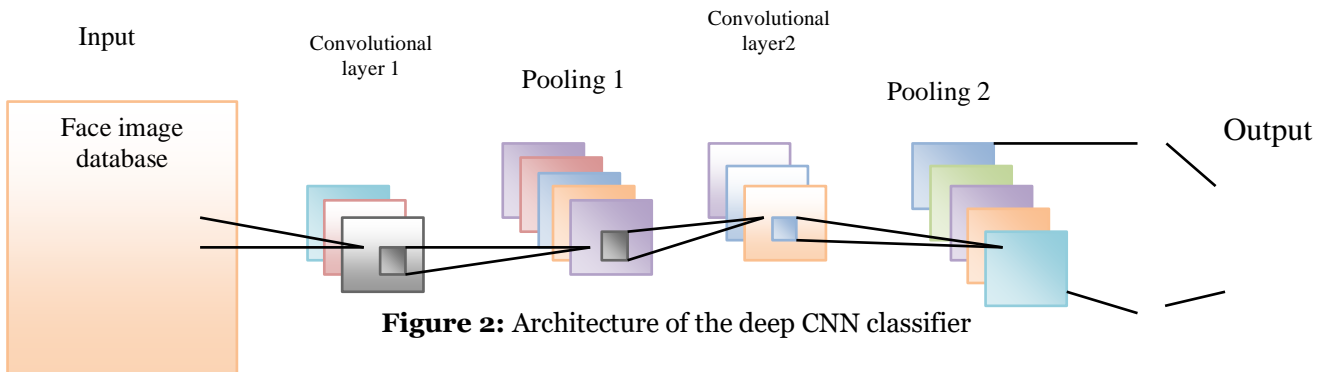 Input
Face image
database
Convolutional
layer 1
Pooling 1
Convolutional
layer2
Pooling 2
Output
Figure 2: Architecture of the deep CNN classifier